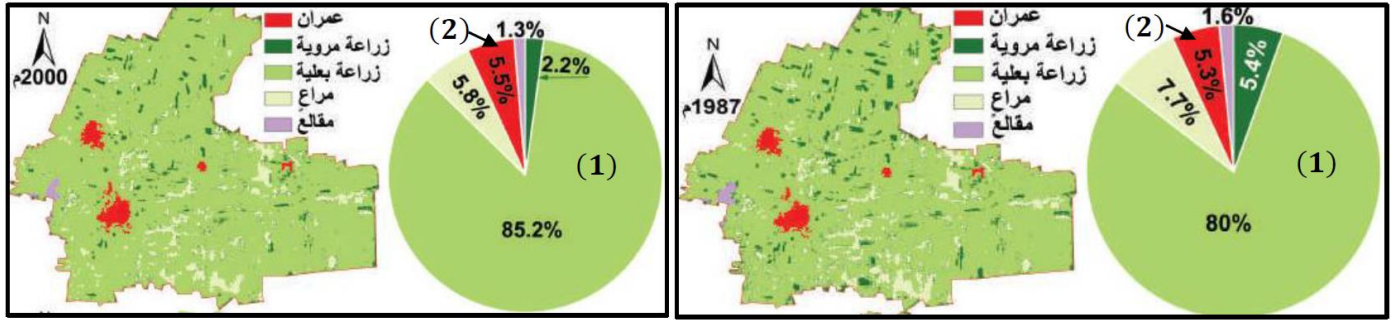 N
2000م
عمران
زراعة مروية
زراعة بعلية
مراعٍ
مقالع
(2)
1.3%
2.2%
5.5%
5.8%
(1)
85.2%
N
1987م
عمران
زراعة مروية
زراعة بعلية
مراعٍ
مقالع
(2)
1.6%
5.4%
5.3%
7.7%
(1)
80%